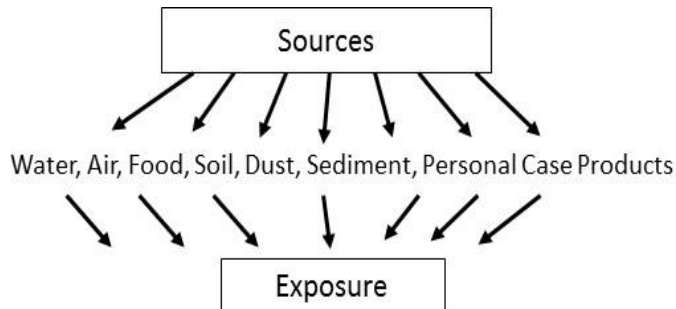 Sources
Water, Air, Food, Soil, Dust, Sediment, Personal Case Products
Exposure